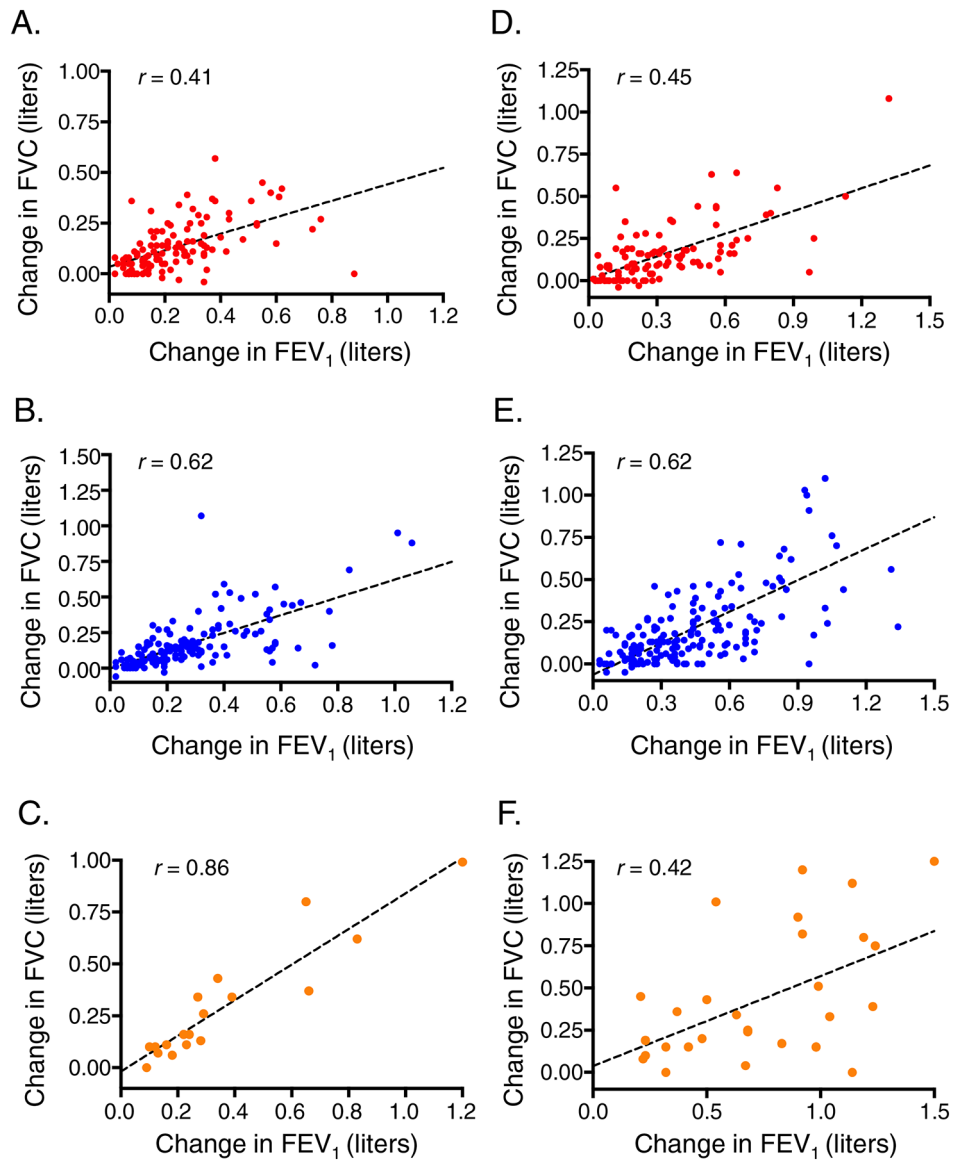 A.
Change in FVC (liters)
1.00
0.75
0.50
0.25
0.00
r = 0.41
0.0 0.2 0.4 0.6 0.8 1.0 1.2
Change in FEV1 (liters)
D.
Change in FVC (liters)
1.25
1.00
0.75
0.50
0.25
0.00
r = 0.45
0.0 0.3 0.6 0.9 1.2 1.5
Change in FEV1 (liters)
B.
Change in FVC (liters)
1.50
1.25
1.00
0.75
0.50
0.25
0.00
r = 0.62
0.0 0.2 0.4 0.6 0.8 1.0 1.2
Change in FEV1 (liters)
E.
Change in FVC (liters)
1.25
1.00
0.75
0.50
0.25
0.00
r = 0.62
0.0 0.3 0.6 0.9 1.2 1.5
Change in FEV1 (liters)
C.
Change in FVC (liters)
1.00
0.75
0.50
0.25
0.00
r = 0.86
0.0 0.2 0.4 0.6 0.8 1.0 1.2
Change in FEV1 (liters)
F.
Change in FVC (liters)
1.25
1.00
0.75
0.50
0.25
0.00
r = 0.42
0.0 0.5 1.0 1.5
Change in FEV1 (liters)